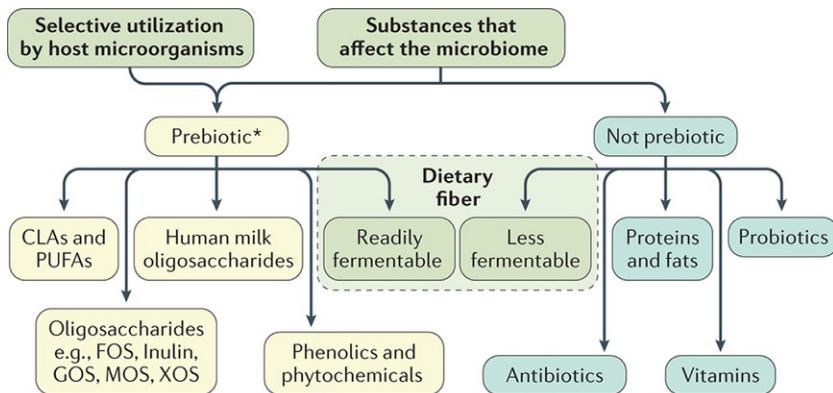 Selective utilization
by host microorganisms
Substances that
affect the microbiome
Prebiotic*
Not prebiotic
Dietary
fiber
CLAs and
PUFAs
Human milk
oligosaccharides
Readily
fermentable
Less
fermentable
Proteins
and fats
Probiotics
Oligosaccharides
e.g., FOS, Inulin,
GOS, MOS, XOS
Phenolics and
phytochemicals
Antibiotics
Vitamins